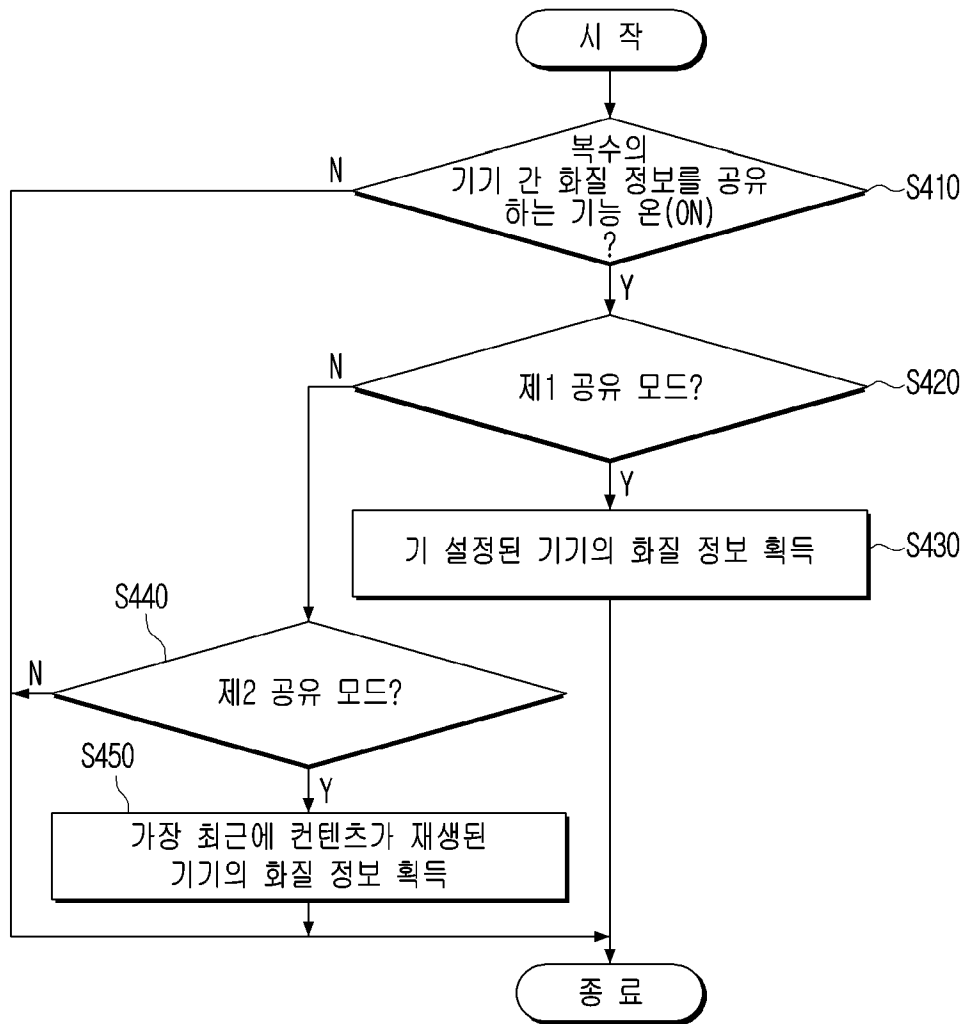 시 작
복수의
기기 간 화질 정보를 공유
하는 기능 온(ON)
?
N
S410
Y
제1 공유 모드?
N
S420
Y
기 설정된 기기의 화질 정보 획득
S430
S440
제2 공유 모드?
N
S450
Y
가장 최근에 컨텐츠가 재생된
기기의 화질 정보 획득
종 료